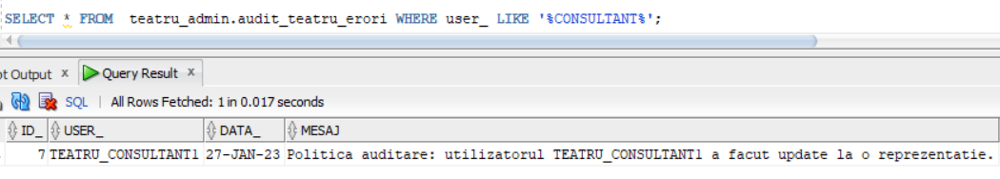 SELECT * FROM teatru_admin.audit_teatru_erori WHERE user_ LIKE '%CONSULTANT%';
ot Output x Query Result x
SQL | All Rows Fetched: 1 in 0.017 seconds
ID_ USER_ DATA_ MESAJ
7 TEATRU_CONSULTANT1 27-JAN-23 Politica auditare: utilizatorul TEATRU_CONSULTANT1 a facut update la o reprezentatie.